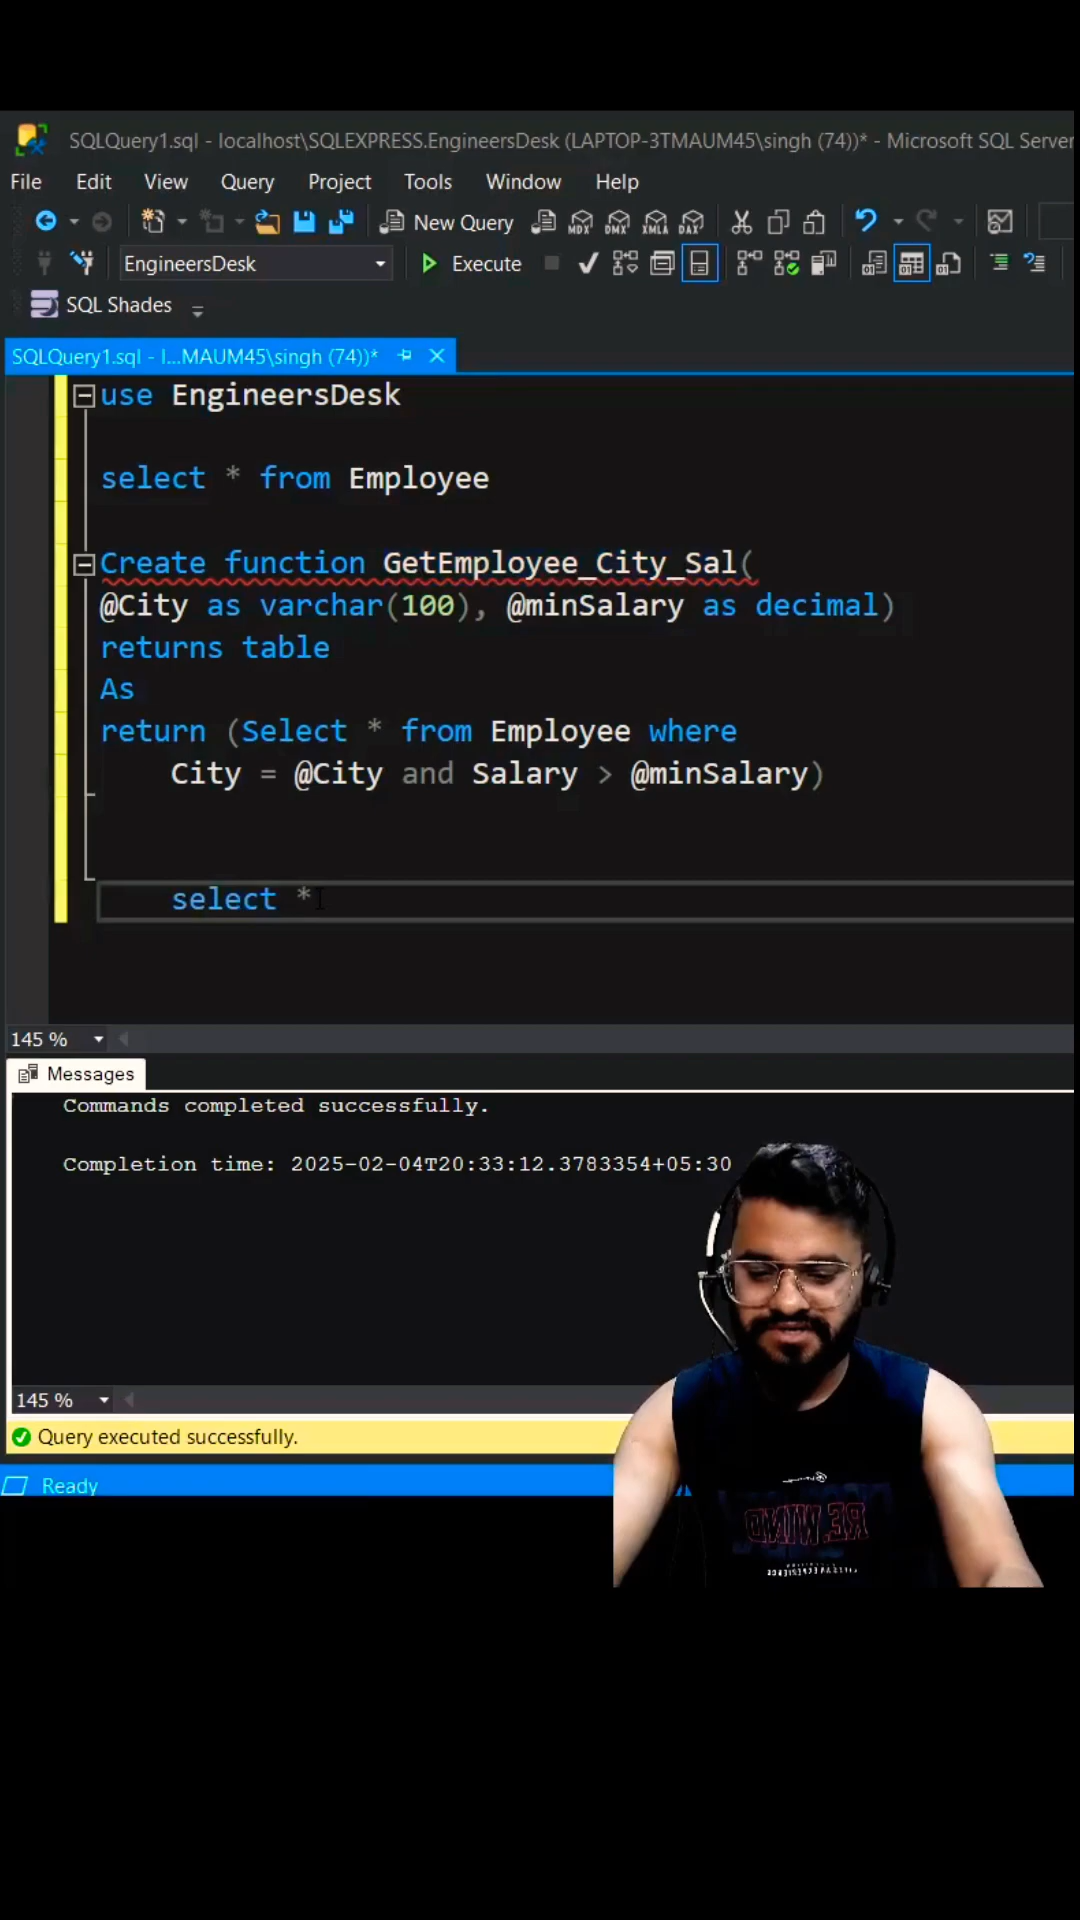 SQLQuery1.sql - localhost\SQLEXPRESS.EngineersDesk (LAPTOP-3TMAUM45\singh (74))* - Microsoft SQL Server
File Edit View Query Project Tools Window Help
New Query MDX DMX XMLA DAX
EngineersDesk Execute
SQL Shades
SQLQuery1.sql - l...MAUM45\singh (74))*
use EngineersDesk
select * from Employee
Create function GetEmployee_City_Sal(
@City as varchar(100), @minSalary as decimal)
returns table
As
return (Select * from Employee where
City = @City and Salary > @minSalary)
select *
145 %
Messages
Commands completed successfully.
Completion time: 2025-02-04T20:33:12.3783354+05:30
145 %
Query executed successfully.
Ready